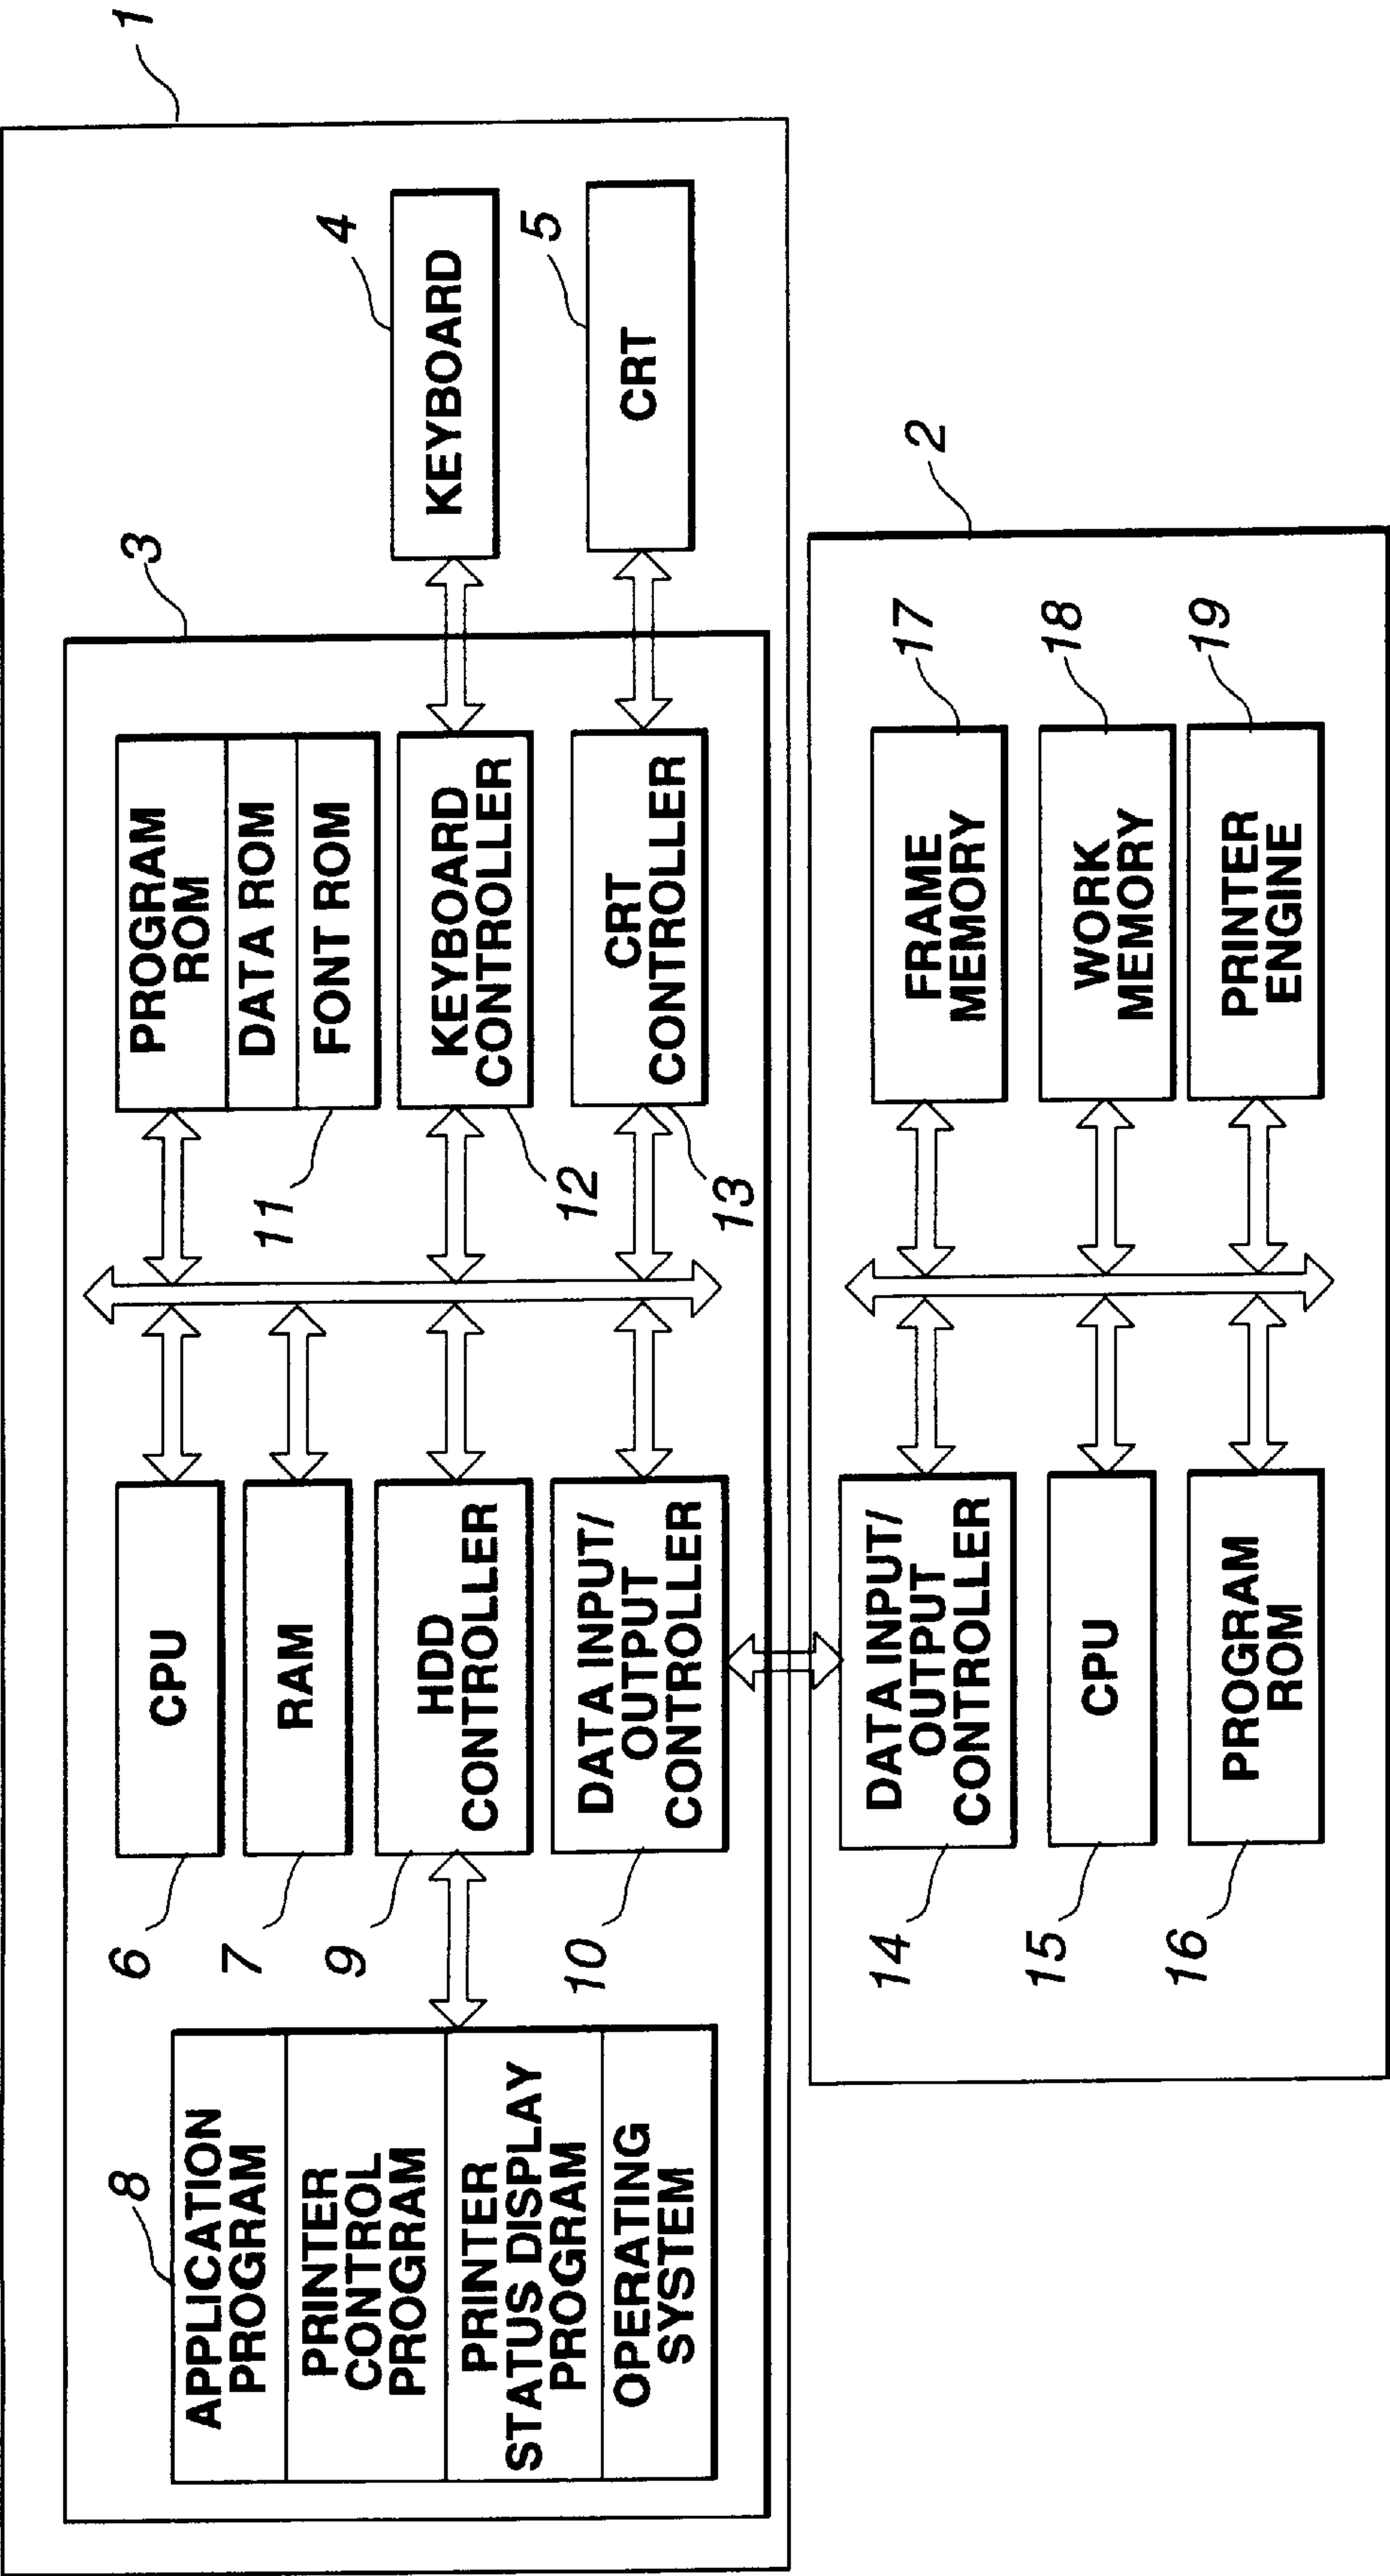 1
3
8
APPLICATION
PROGRAM
PRINTER
CONTROL
PROGRAM
PRINTER
STATUS DISPLAY
PROGRAM
OPERATING
SYSTEM
6
CPU
7
RAM
9
HDD
CONTROLLER
10
DATA INPUT/
OUTPUT
CONTROLLER
PROGRAM
ROM
DATA ROM
FONT ROM
11
KEYBOARD
CONTROLLER
12
CRT
CONTROLLER
13
4
KEYBOARD
5
CRT
2
14
DATA INPUT/
OUTPUT
CONTROLLER
15
CPU
16
PROGRAM
ROM
FRAME
MEMORY
17
WORK
MEMORY
18
PRINTER
ENGINE
19